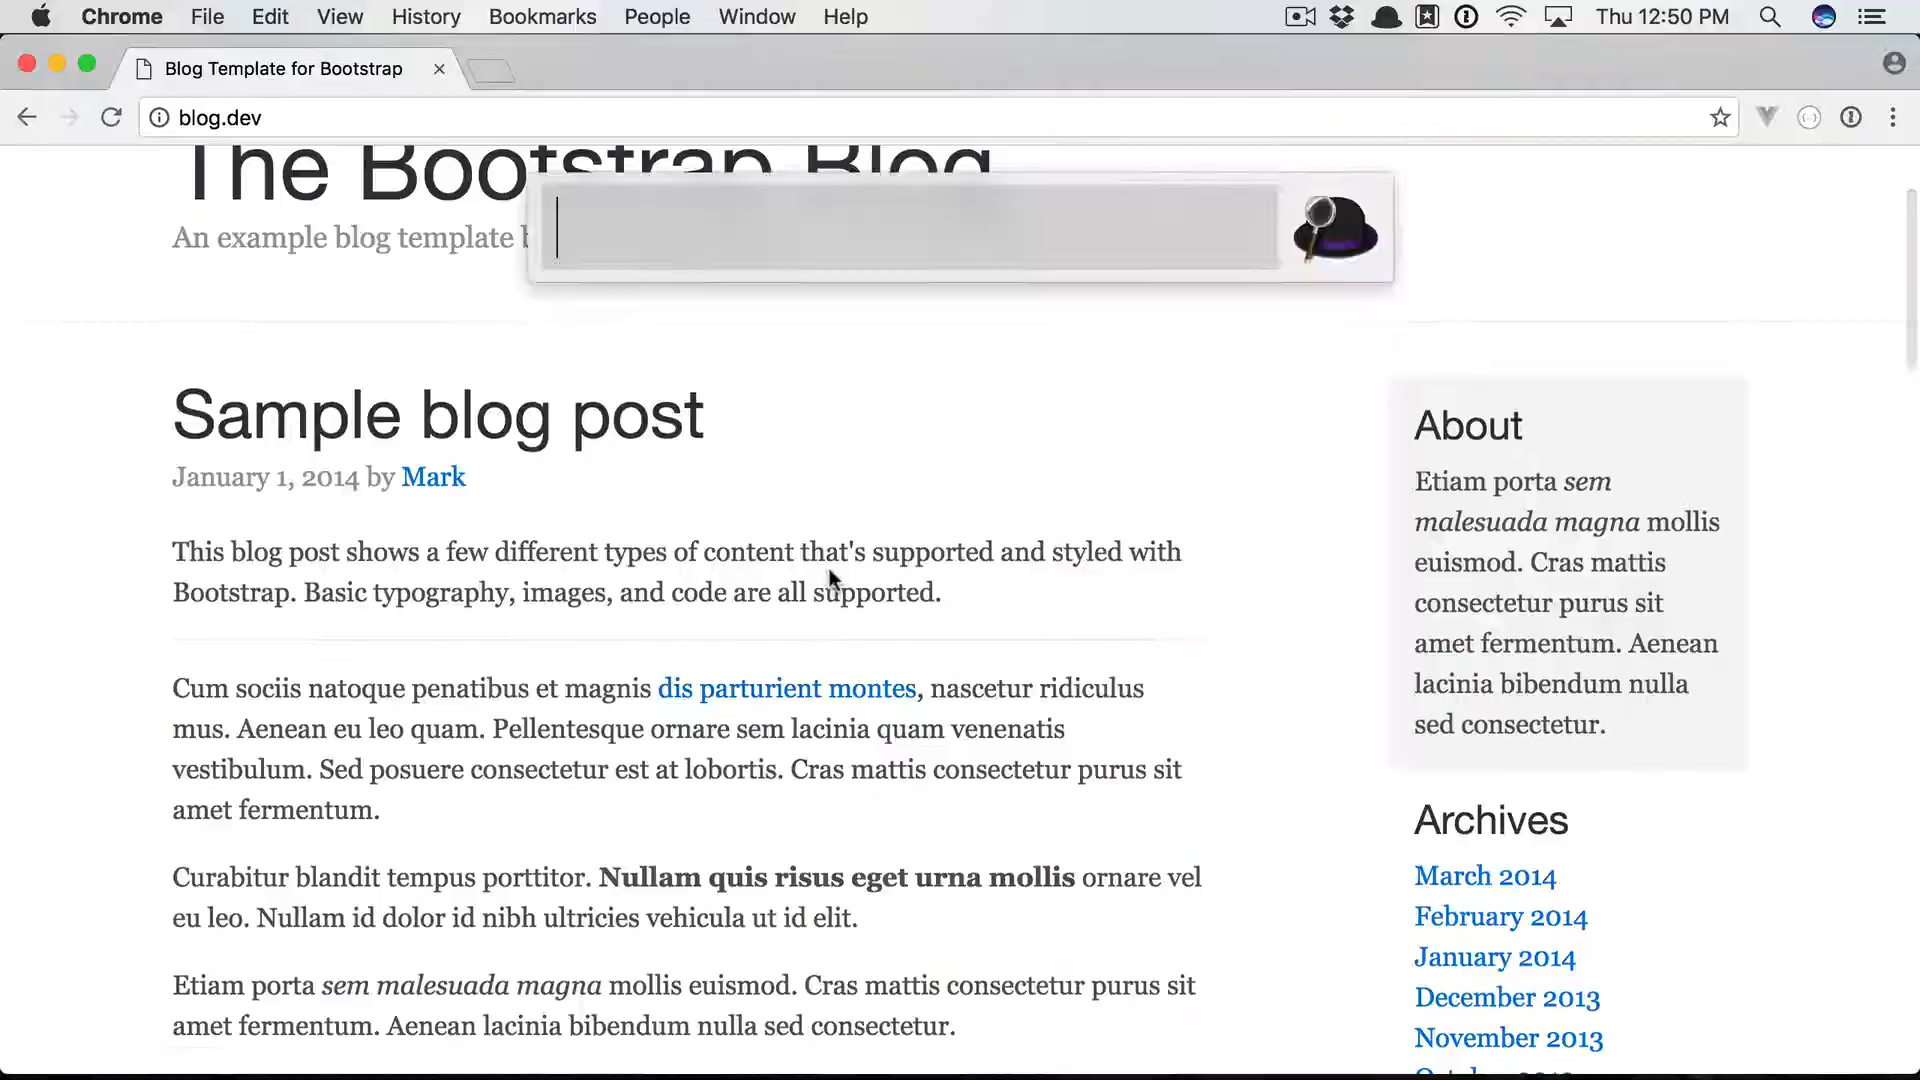 Chrome File Edit View History Bookmarks People Window Help Thu 12:50 PM
Blog Template for Bootstrap
blog.dev
The Bootstrap Blog
An example blog template
Sample blog post
January 1, 2014 by Mark
This blog post shows a few different types of content that's supported and styled with
Bootstrap. Basic typography, images, and code are all supported.
Cum sociis natoque penatibus et magnis dis parturient montes, nascetur ridiculus
mus. Aenean eu leo quam. Pellentesque ornare sem lacinia quam venenatis
vestibulum. Sed posuere consectetur est at lobortis. Cras mattis consectetur purus sit
amet fermentum.
Curabitur blandit tempus porttitor. Nullam quis risus eget urna mollis ornare vel
eu leo. Nullam id dolor id nibh ultricies vehicula ut id elit.
Etiam porta sem malesuada magna mollis euismod. Cras mattis consectetur purus sit
amet fermentum. Aenean lacinia bibendum nulla sed consectetur.
About
Etiam porta sem
malesuada magna mollis
euismod. Cras mattis
consectetur purus sit
amet fermentum. Aenean
lacinia bibendum nulla
sed consectetur.
Archives
March 2014
February 2014
January 2014
December 2013
November 2013